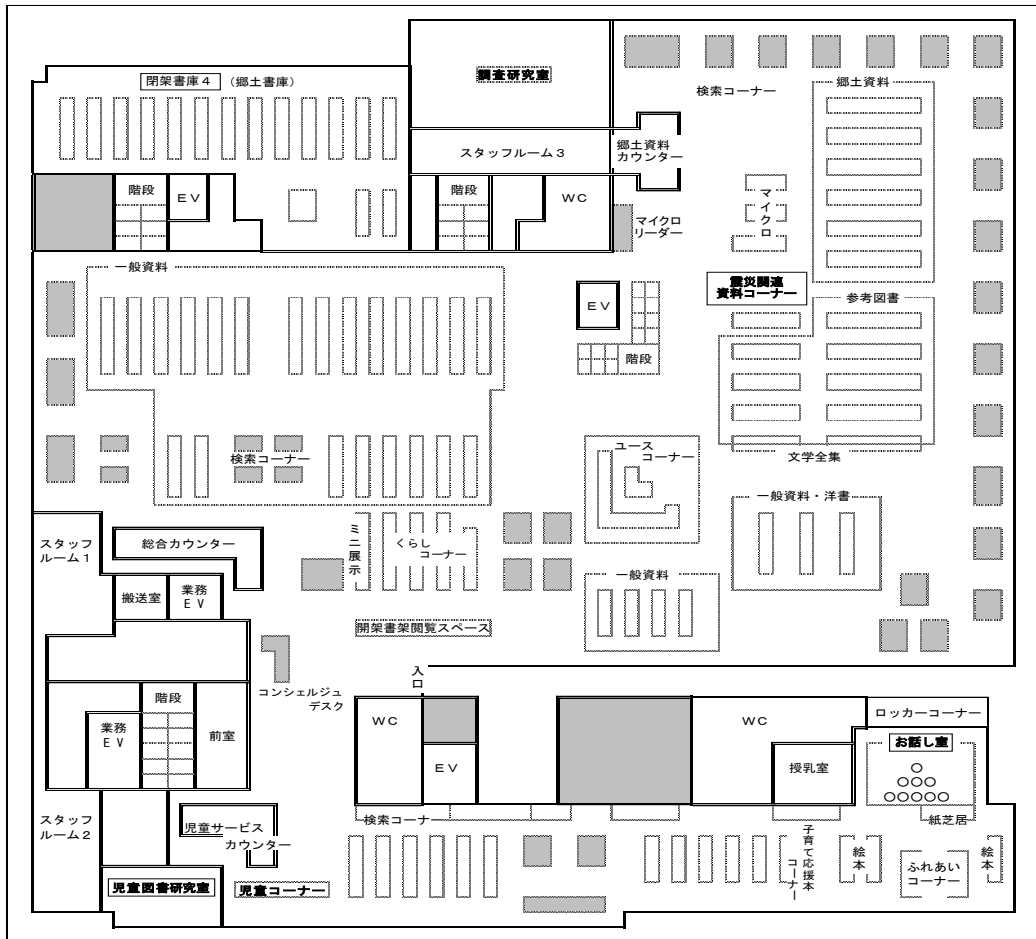 閉架書庫４ （郷土書庫）
調査研究室
検索コーナー
郷土資料
スタッフルーム３
郷土資料
カウンター
階段
ＥＶ
階段
ＷＣ
マイクロ
リーダー
マイクロ
一般資料
震災関連
資料コーナー
参考図書
ＥＶ
階段
検索コーナー
ユース
コーナー
文学全集
一般資料・洋書
スタッフ
ルーム１
総合カウンター
ミニ展示
くらし
コーナー
搬送室
業務
ＥＶ
一般資料
開架書架閲覧スペース
入口
コンシェルジュ
デスク
階段
業務
ＥＶ
前室
ＷＣ
ＥＶ
ＷＣ
ロッカーコーナー
お話し室
授乳室
スタッフ
ルーム２
児童サービス
カウンター
検索コーナー
紙芝居
子育て応援本
コーナー
絵本
ふれあい
コーナー
絵本
児童図書研究室
児童コーナー